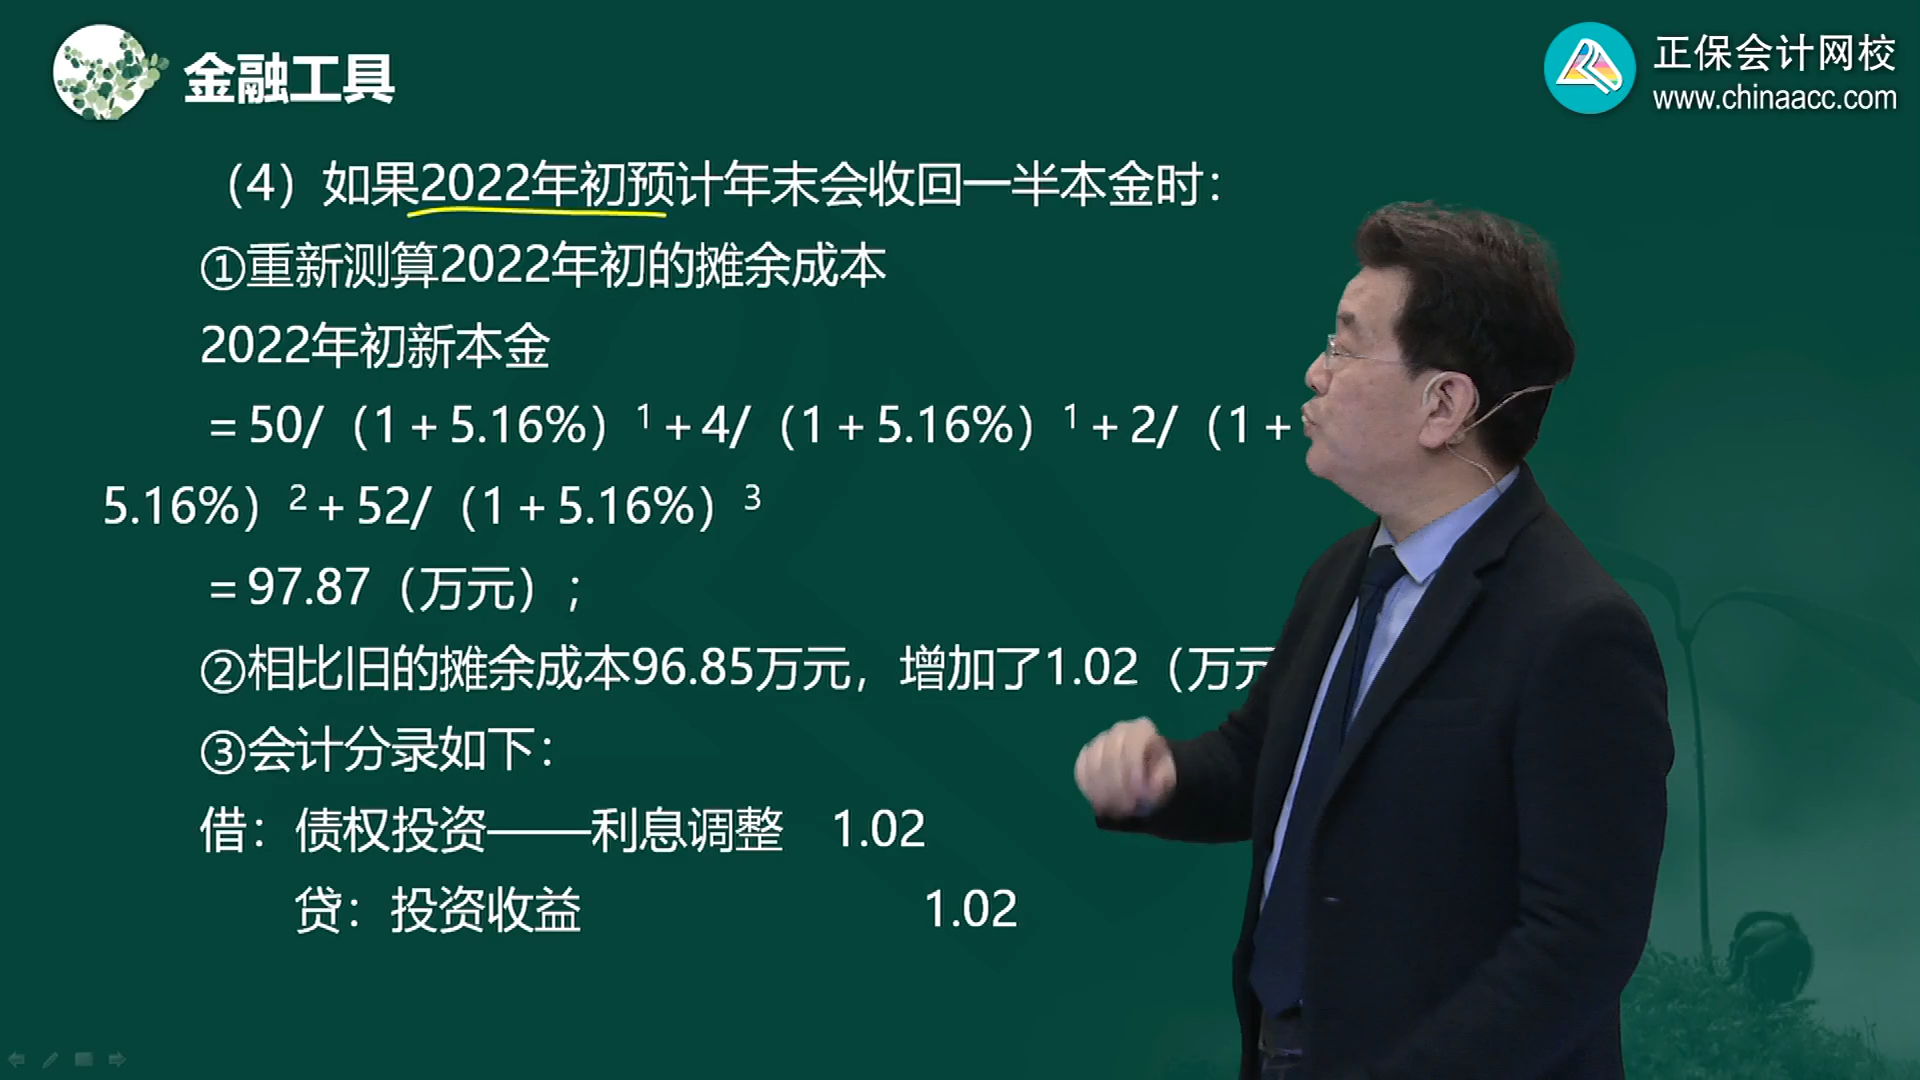 金融工具
正保会计网校
www.chinaacc.com
（4）如果2022年初预计年末会收回一半本金时：
①重新测算2022年初的摊余成本
2022年初新本金
＝50/（1＋5.16%）¹＋4/（1＋5.16%）¹＋2/（1＋
5.16%）²＋52/（1＋5.16%）³
＝97.87（万元）；
②相比旧的摊余成本96.85万元，增加了1.02（万元
③会计分录如下：
借：债权投资——利息调整 1.02
贷：投资收益 1.02